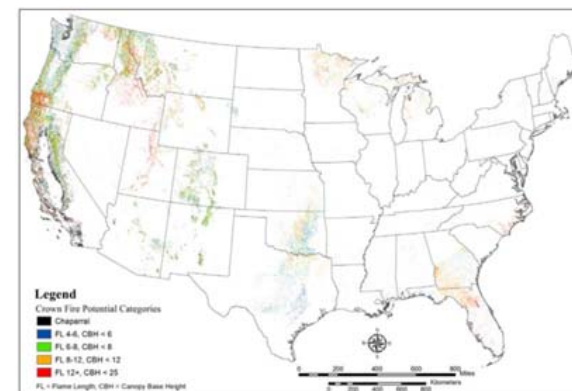 Legend
Crown Fire Potential Categories
Chaparral
FL 4-6, CBH < 6
FL 6-8, CBH < 8
FL 8-12, CBH < 12
FL 12+, CBH < 25
FL = Flame Length; CBH = Canopy Base Height
Miles
Kilometers